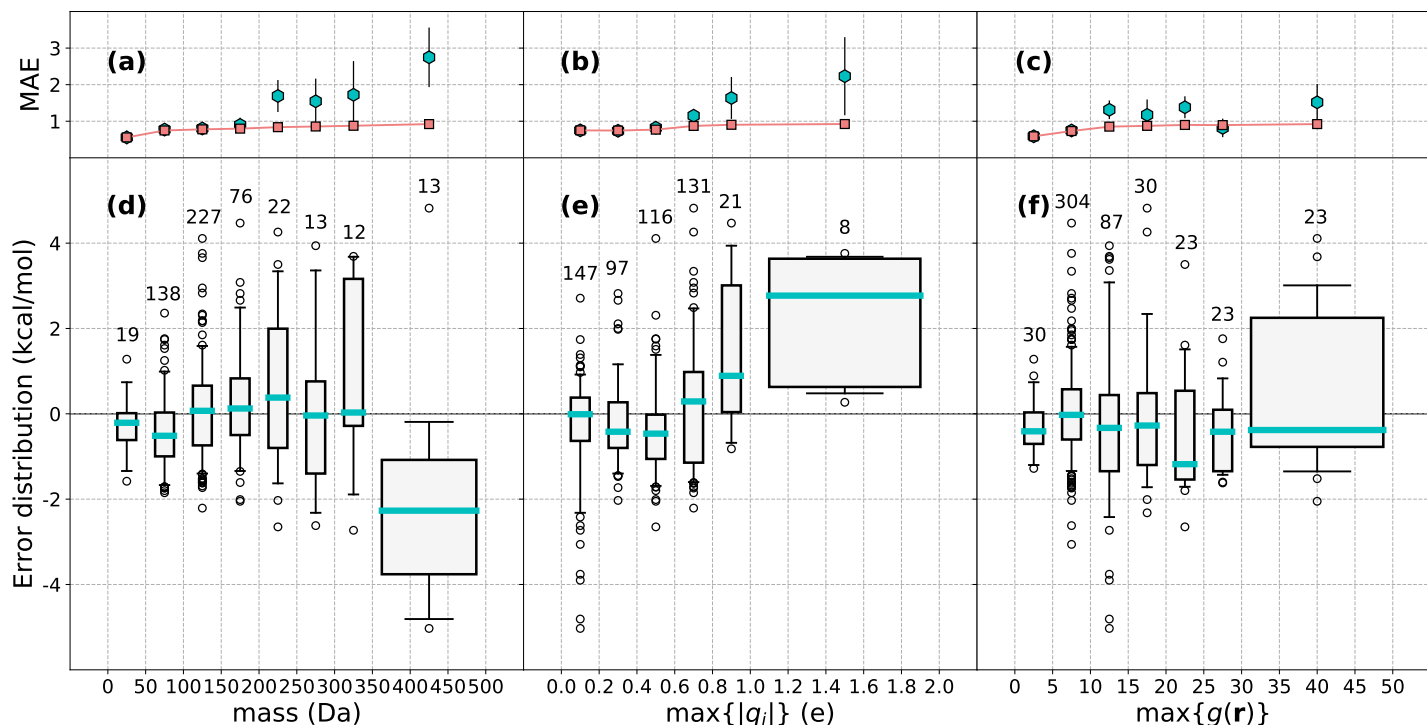 MAE
3
2
1
(a)
(b)
(c)
Error distribution (kcal/mol)
4
2
0
-2
-4
(d)
19
138
227
76
22
13
12
13
(e)
147
97
116
131
21
8
(f)
30
304
87
30
23
23
23
0 50 100 150 200 250 300 350 400 450 500
0.0 0.2 0.4 0.6 0.8 1.0 1.2 1.4 1.6 1.8 2.0
0 5 10 15 20 25 30 35 40 45 50
mass (Da)
max{|q_i|} (e)
max{g(r)}